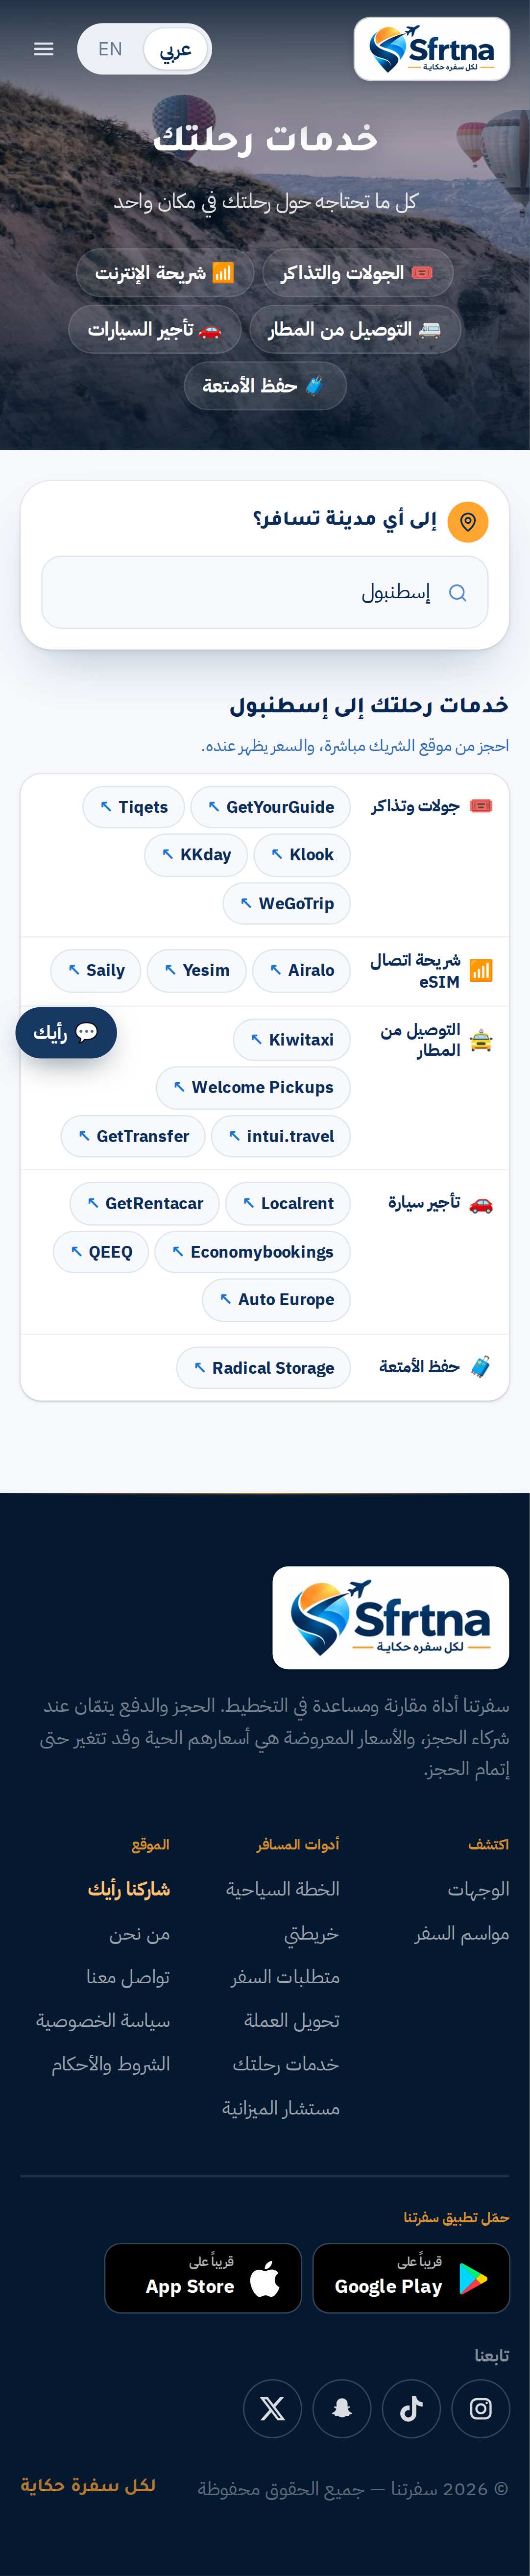 Sfrtna
لكل سفره حكاية
عربي
EN
خدمات رحلتك
كل ما تحتاجه حول رحلتك في مكان واحد
الجولات والتذاكر
شريحة الإنترنت
التوصيل من المطار
تأجير السيارات
حفظ الأمتعة
إلى أي مدينة تسافر؟
إسطنبول
خدمات رحلتك إلى إسطنبول
احجز من موقع الشريك مباشرة، والسعر يظهر عنده.
جولات وتذاكر
GetYourGuide
Tiqets
Klook
KKday
WeGoTrip
شريحة اتصال
eSIM
Airalo
Yesim
Saily
التوصيل من
المطار
Kiwitaxi
Welcome Pickups
intui.travel
GetTransfer
رأيك
تأجير سيارة
Localrent
GetRentacar
Economybookings
QEEQ
Auto Europe
حفظ الأمتعة
Radical Storage
Sfrtna
لكل سفره حكاية
سفرتنا أداة مقارنة ومساعدة في التخطيط. الحجز والدفع يتمّان عند
شركاء الحجز، والأسعار المعروضة هي أسعارهم الحية وقد تتغير حتى
إتمام الحجز.
اكتشف
الوجهات
مواسم السفر
أدوات المسافر
الخطة السياحية
خريطتي
متطلبات السفر
تحويل العملة
خدمات رحلتك
مستشار الميزانية
الموقع
شاركنا رأيك
من نحن
تواصل معنا
سياسة الخصوصية
الشروط والأحكام
حمّل تطبيق سفرتنا
قريباً على
Google Play
قريباً على
App Store
تابعنا
© 2026 سفرتنا — جميع الحقوق محفوظة
لكل سفرة حكاية